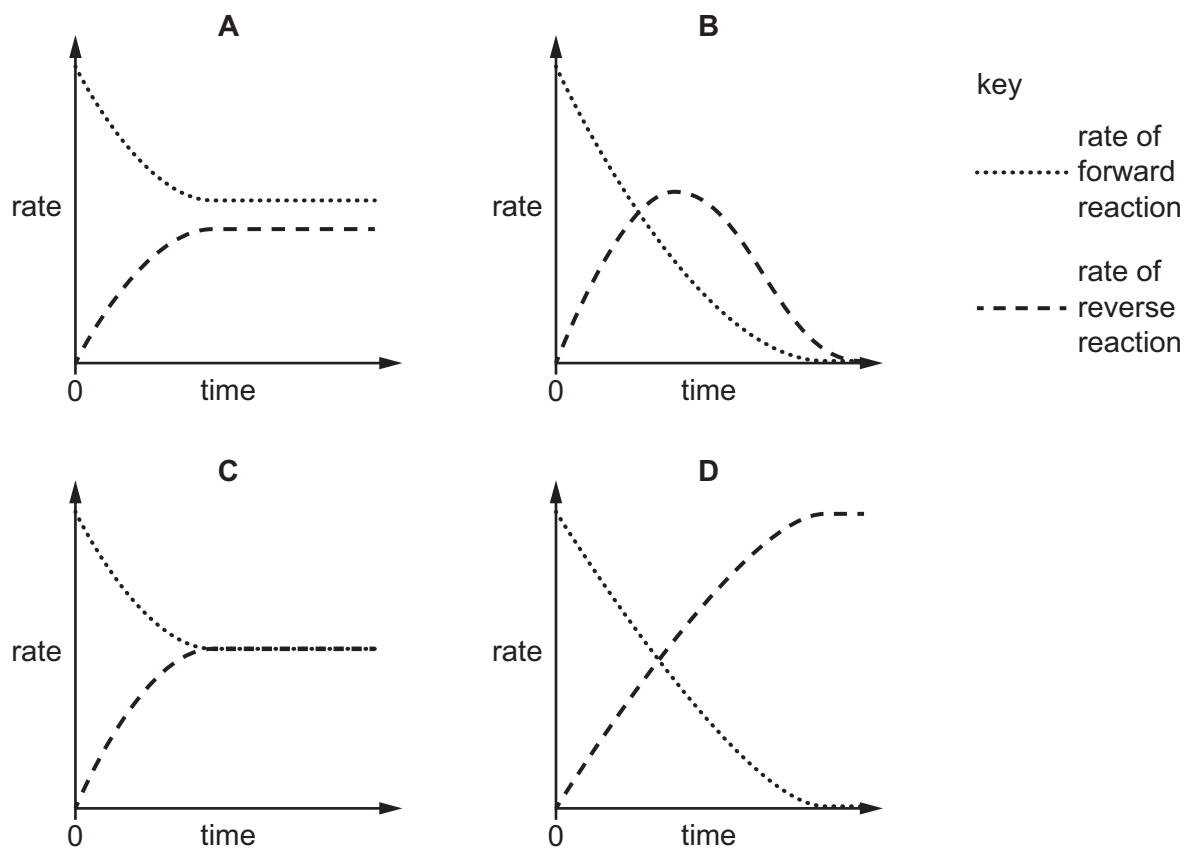 A
rate
0
time
B
rate
0
time
key
rate of
forward
reaction
rate of
reverse
reaction
C
rate
0
time
D
rate
0
time